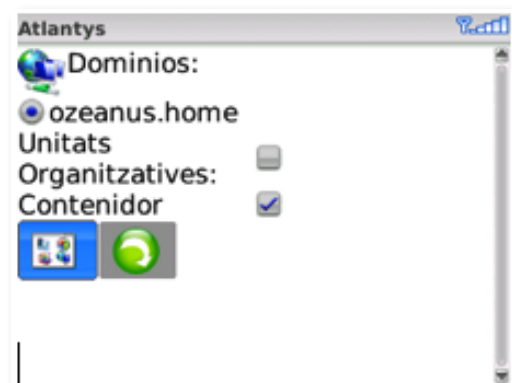 Atlantys
Dominios:
ozeanus.home
Unitats
Organitzatives:
Contenidor